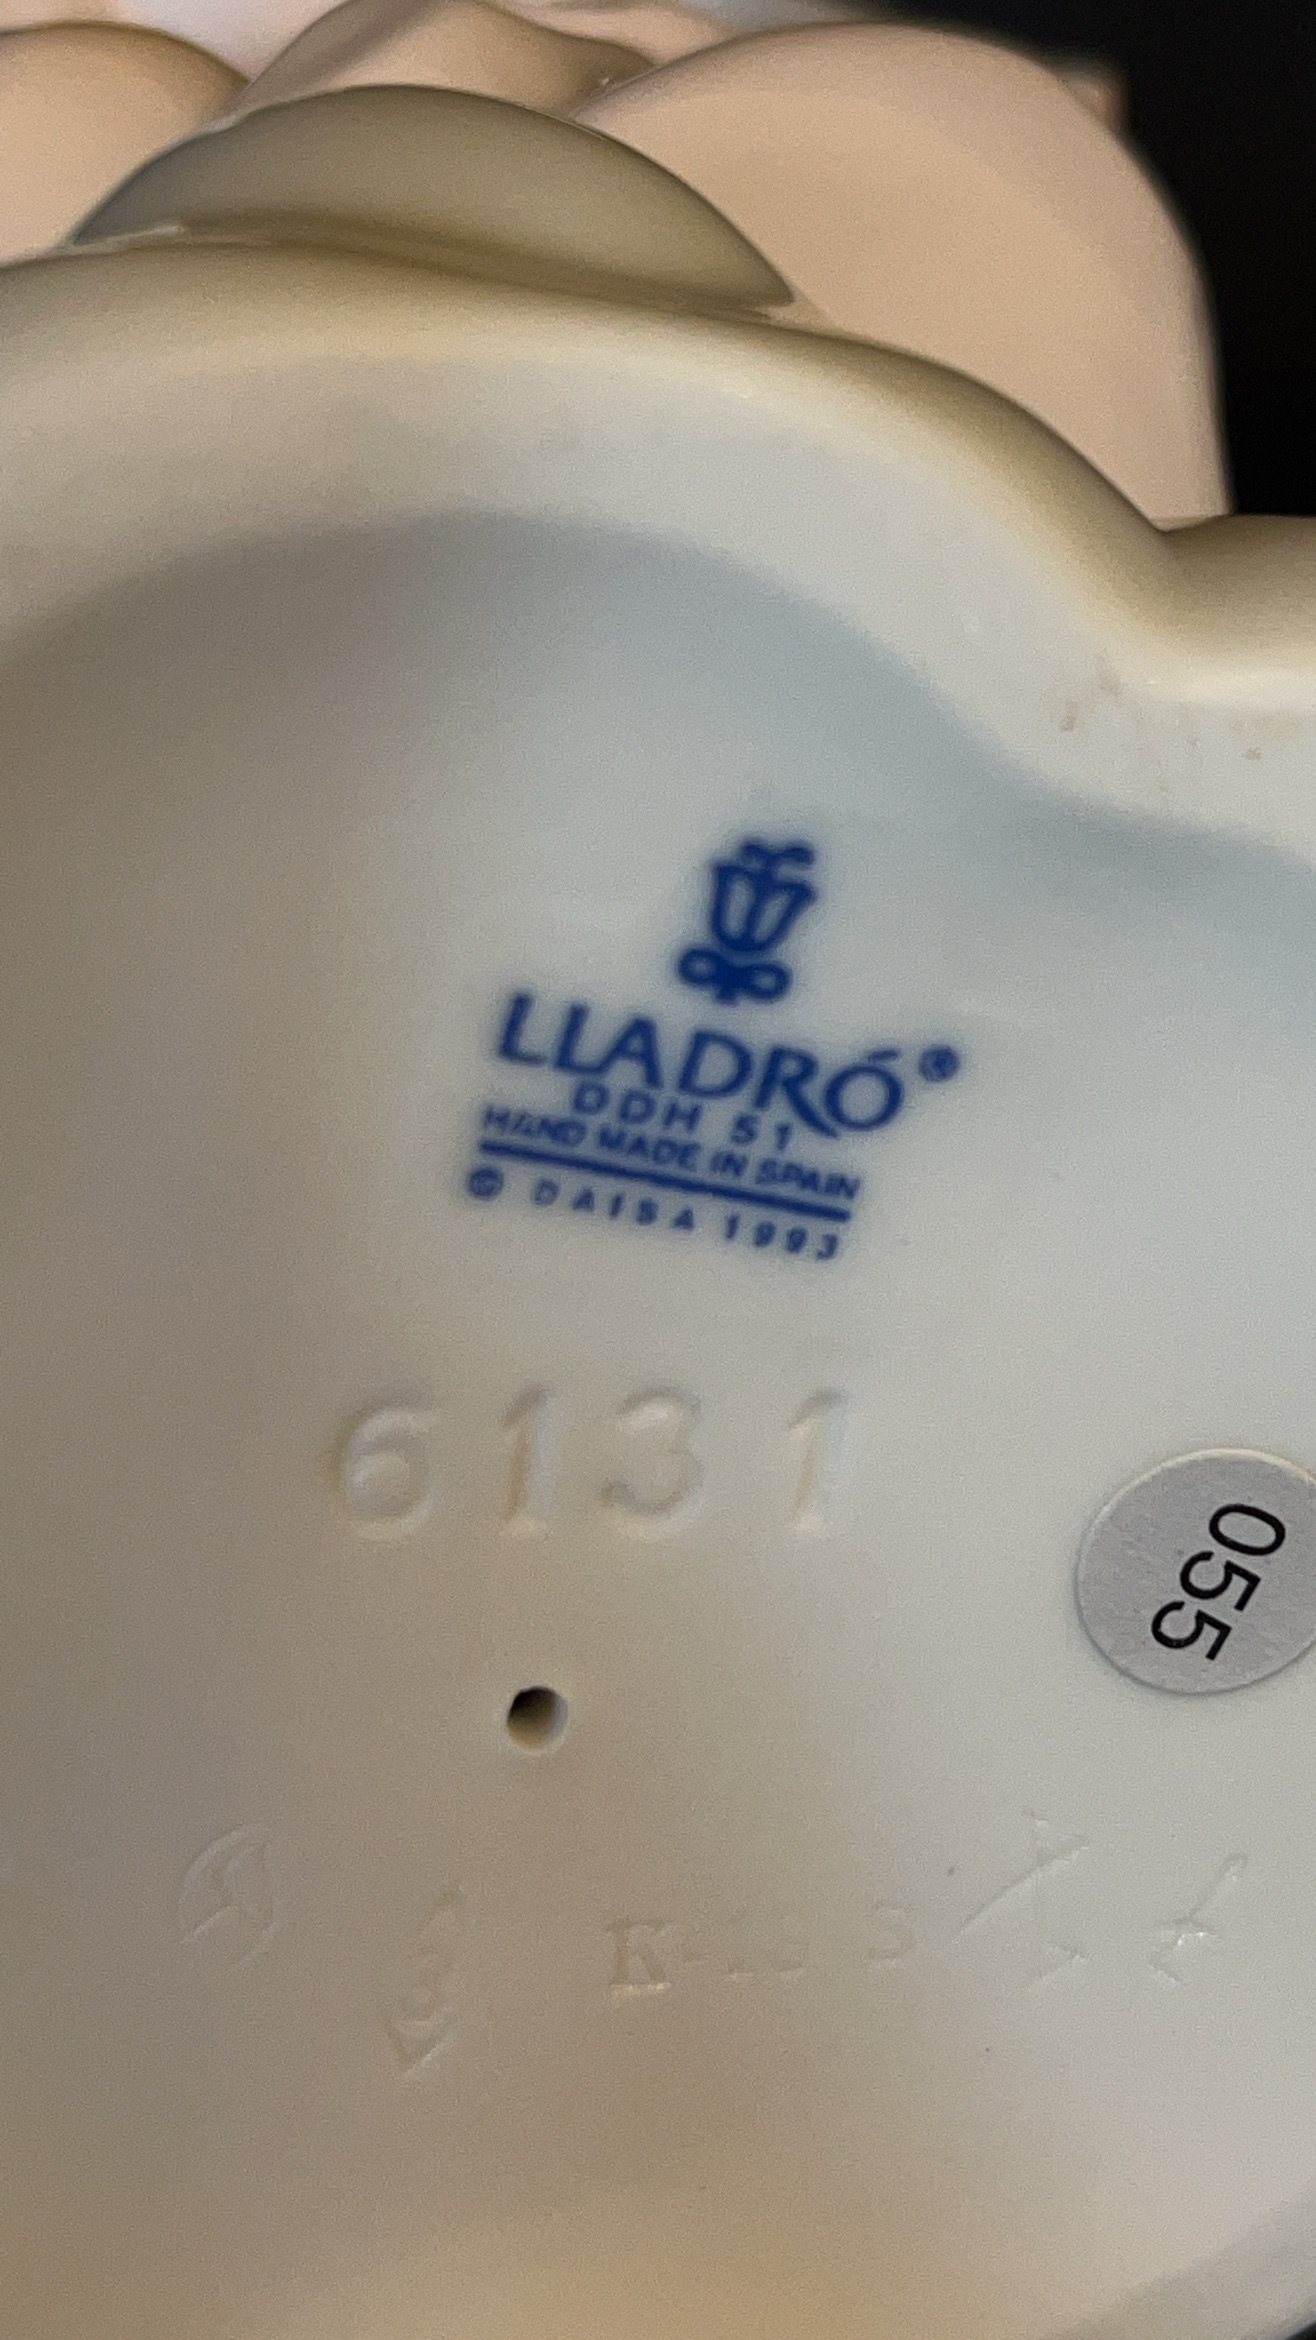 LLADRÓ®
DDH 51
HAND MADE IN SPAIN
© DAISA 1993
6131
055